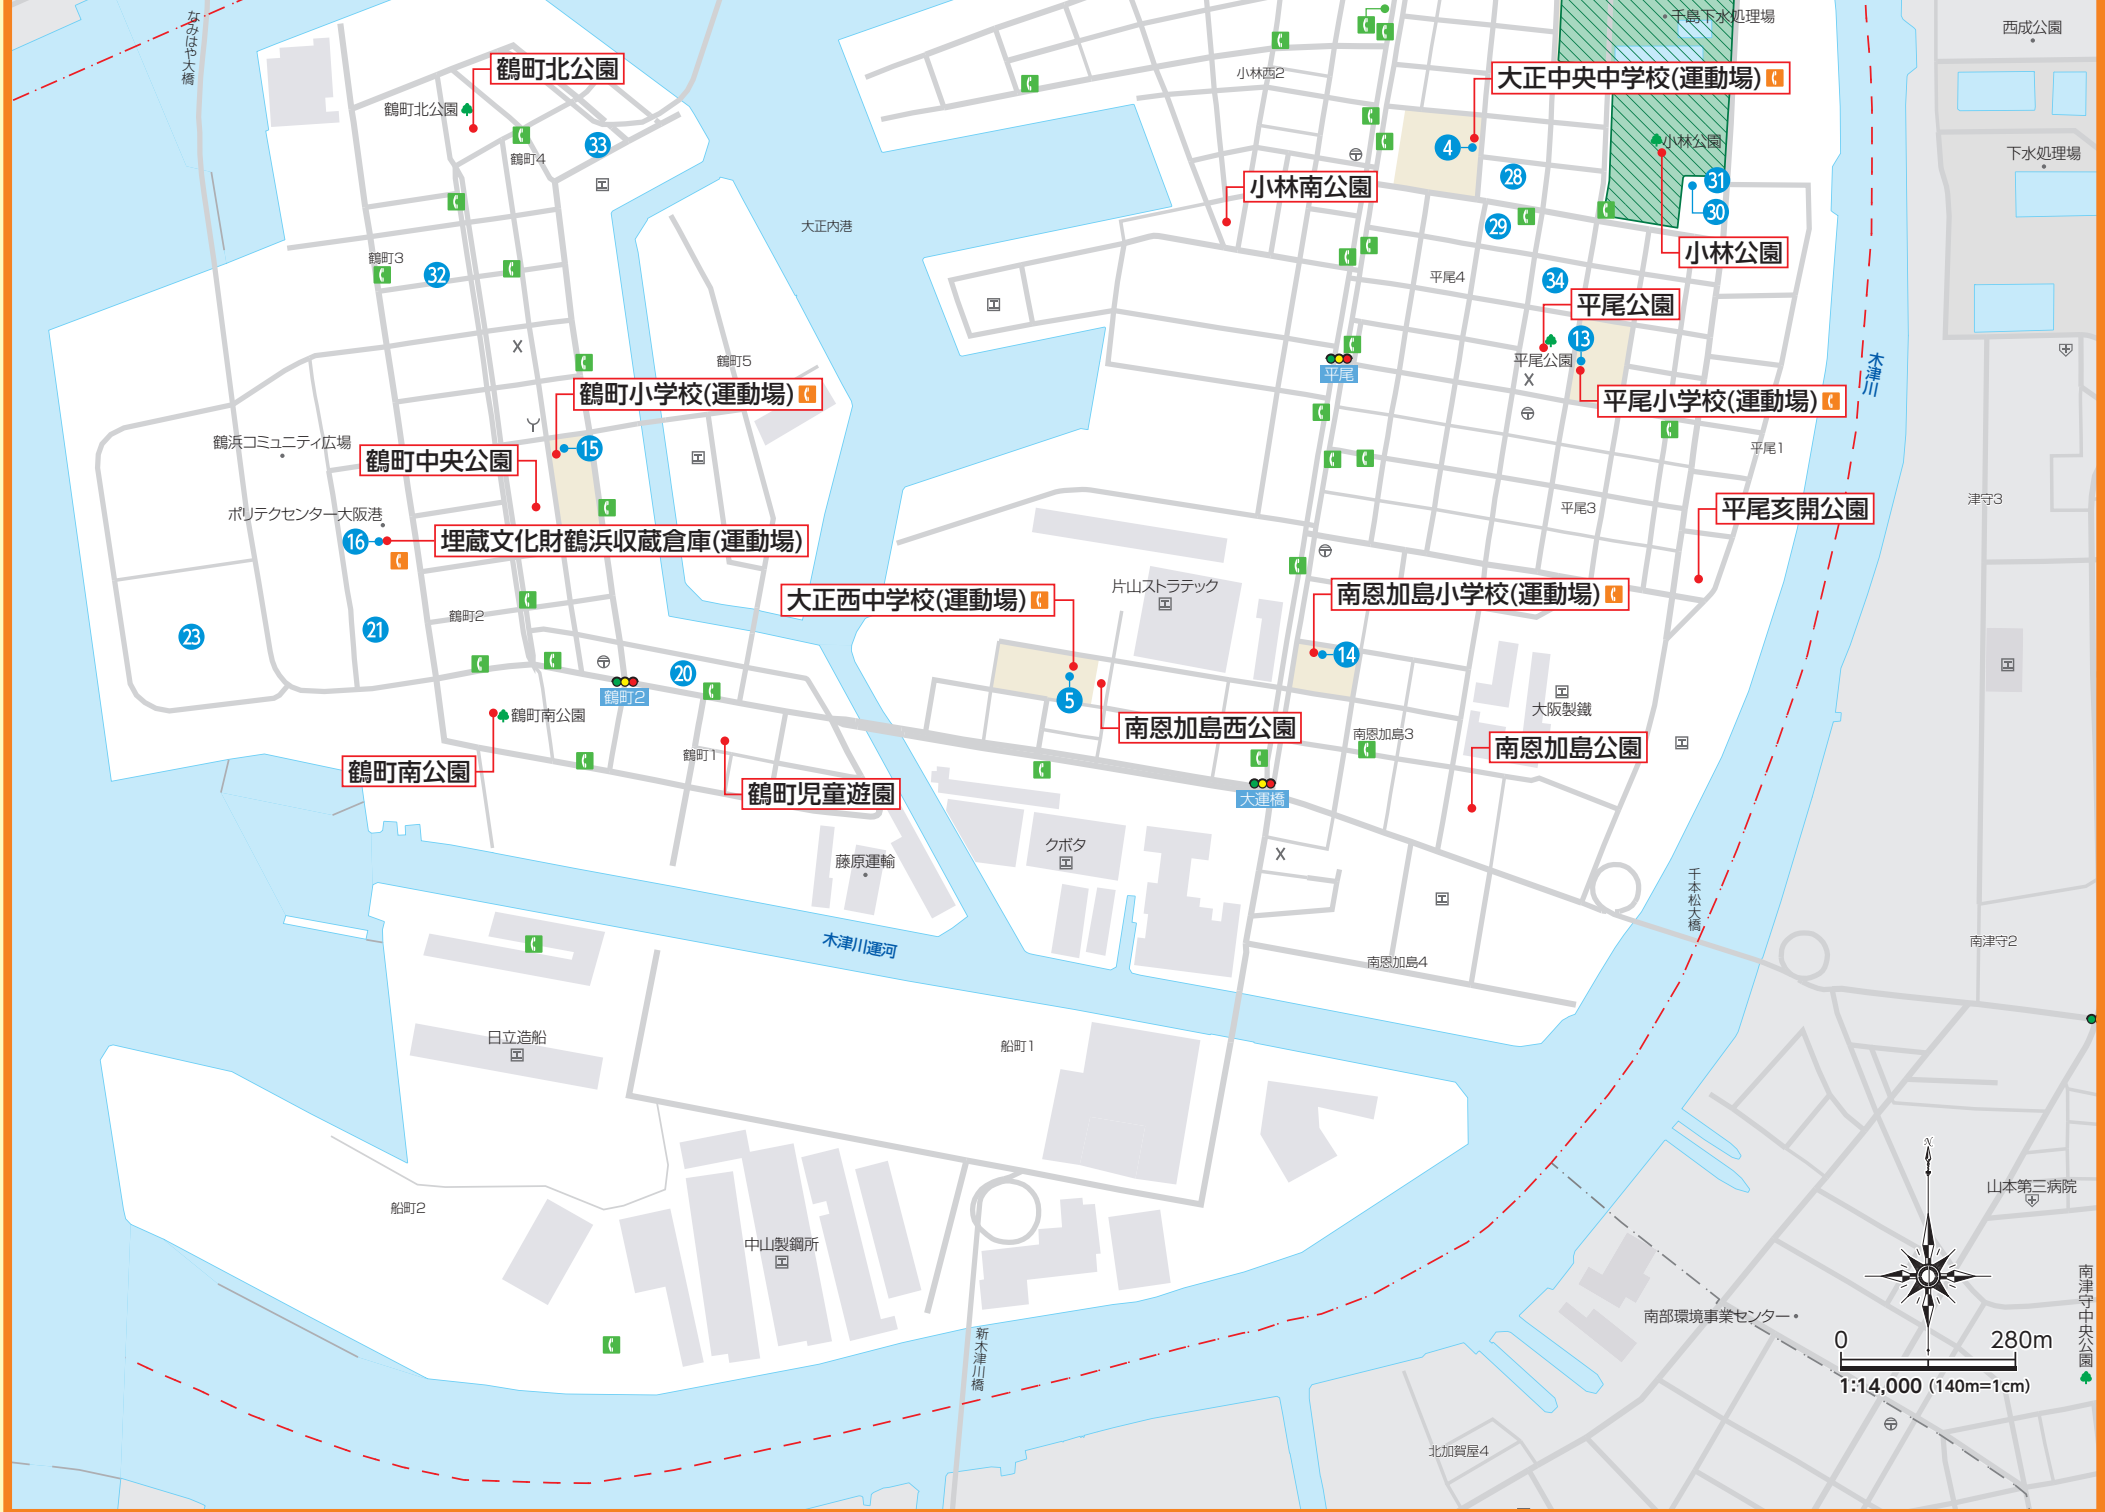 なみはや大橋
千島下水処理場
西成公園
鶴町北公園
小林西2
大正中央中学校(運動場)
鶴町北公園
33
鶴町4
4
小林公園
下水処理場
28
31
小林南公園
30
大正内港
29
小林公園
鶴町3
32
平尾4
34
平尾公園
13
平尾
平尾公園
鶴町5
木津川
鶴町小学校(運動場)
平尾小学校(運動場)
鶴浜コミュニティ広場
15
平尾1
鶴町中央公園
津守3
ポリテクセンター大阪港
平尾3
平尾亥開公園
16
埋蔵文化財鶴浜収蔵倉庫(運動場)
片山ストラテック
大正西中学校(運動場)
南恩加島小学校(運動場)
鶴町2
23
21
14
20
鶴町2
5
大阪製鐵
鶴町南公園
南恩加島西公園
南恩加島3
南恩加島公園
鶴町1
鶴町南公園
鶴町児童遊園
大運橋
クボタ
藤原運輸
千本松大橋
木津川運河
南津守2
南恩加島4
日立造船
船町1
山本第三病院
船町2
中山製鋼所
N
南津守中央公園
南部環境事業センター
新木津川橋
0 280m
1:14,000 (140m=1cm)
北加賀屋4